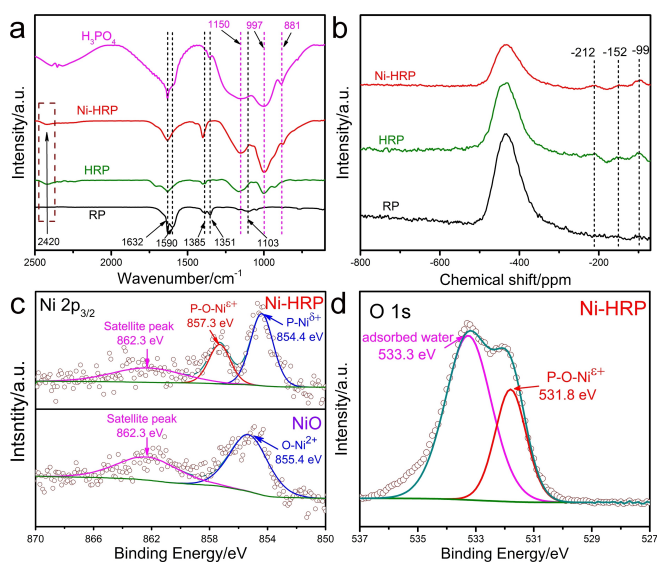 a
1150
997
881
H₃PO₄
Ni-HRP
HRP
RP
2420
1632
1590
1385
1351
1103
2500
2000
1500
1000
Wavenumber/cm⁻¹
Intensity/a.u.
b
-212
-152
-99
Ni-HRP
HRP
RP
-800
-600
-400
-200
0
Chemical shift/ppm
Intensity/a.u.
c
Ni 2p₃/₂
Ni-HRP
P-O-Niᵋ⁺
857.3 eV
Satellite peak
862.3 eV
P-Niᵟ⁺
854.4 eV
NiO
Satellite peak
862.3 eV
O-Ni²⁺
855.4 eV
870
866
862
858
854
850
Binding Energy/eV
Intsntity/a.u.
d
O 1s
Ni-HRP
adsorbed water
533.3 eV
P-O-Niᵋ⁺
531.8 eV
537
535
533
531
529
527
Binding Energy/eV
Intensity/a.u.